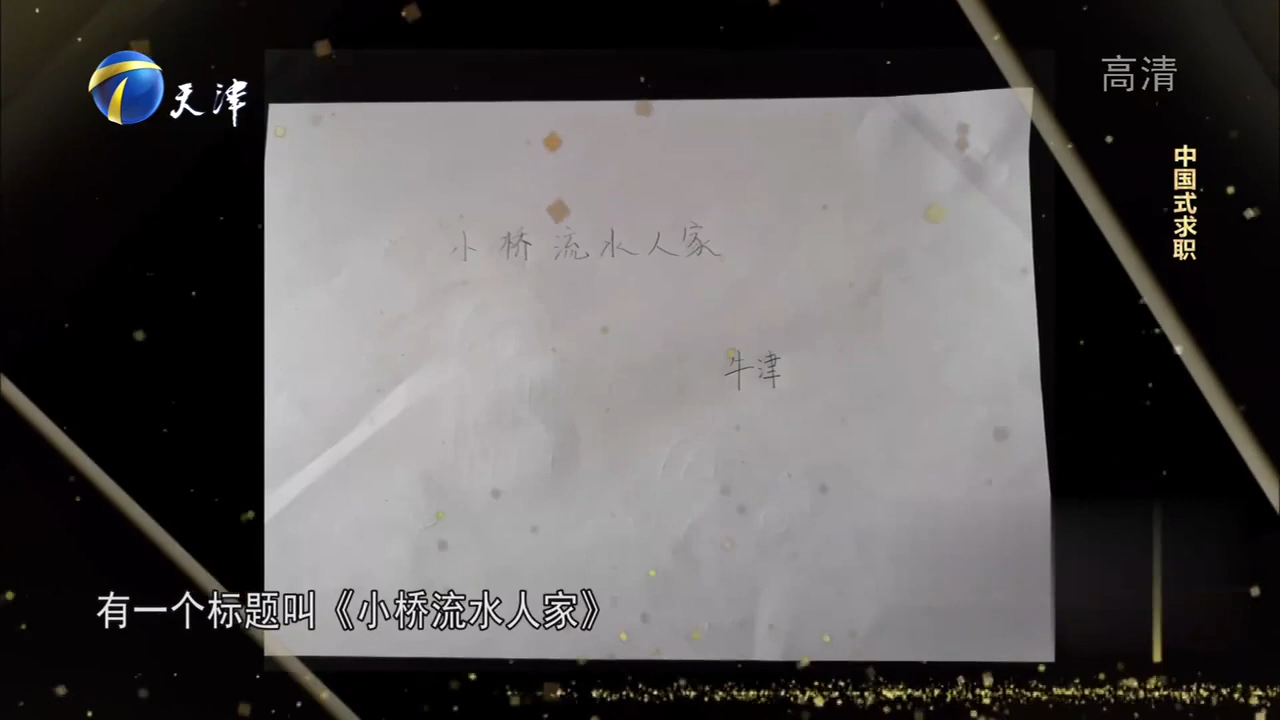 天津
高清
中国式求职
小桥流水人家
牛津
有一个标题叫《小桥流水人家》